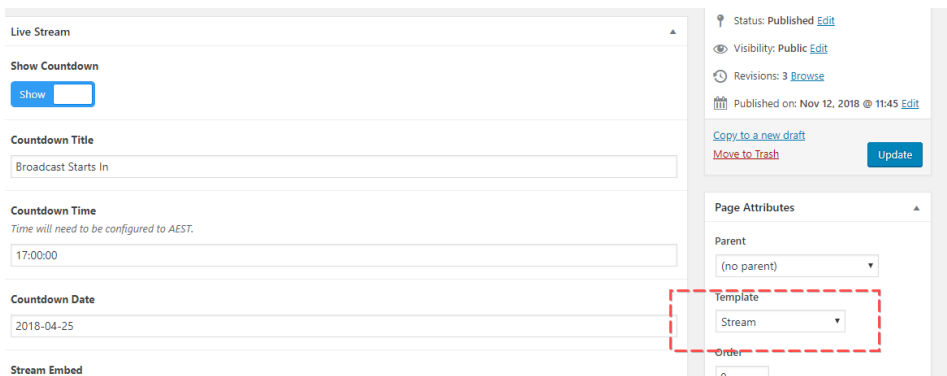 Live Stream
Show Countdown
Show
Countdown Title
Broadcast Starts In
Countdown Time
Time will need to be configured to AEST.
17:00:00
Countdown Date
2018-04-25
Stream Embed
Status: Published Edit
Visibility: Public Edit
Revisions: 3 Browse
Published on: Nov 12, 2018 @ 11:45 Edit
Copy to a new draft
Move to Trash
Update
Page Attributes
Parent
(no parent)
Template
Stream
Order